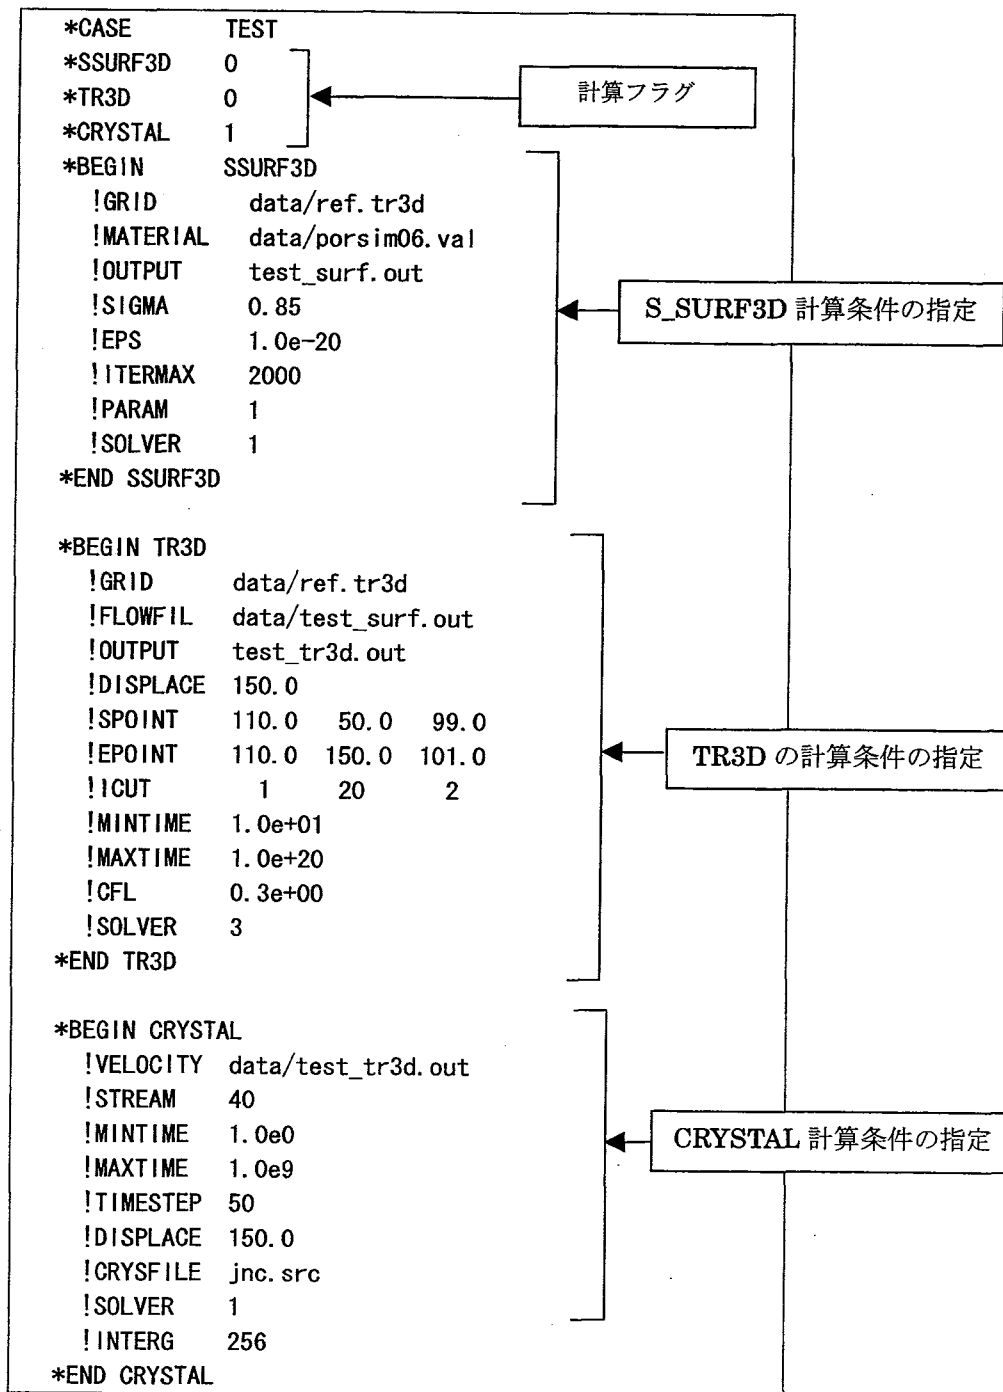 *CASE TEST
*SSURF3D 0
*TR3D 0
*CRYSTAL 1
計算フラグ
*BEGIN SSURF3D
!GRID data/ref.tr3d
!MATERIAL data/porsim06.val
!OUTPUT test_surf.out
!SIGMA 0.85
!EPS 1.0e-20
!ITERMAX 2000
!PARAM 1
!SOLVER 1
*END SSURF3D
S_SURF3D 計算条件の指定
*BEGIN TR3D
!GRID data/ref.tr3d
!FLOWFIL data/test_surf.out
!OUTPUT test_tr3d.out
!DISPLACE 150.0
!SPOINT 110.0 50.0 99.0
!EPOINT 110.0 150.0 101.0
!ICUT 1 20 2
!MINTIME 1.0e+01
!MAXTIME 1.0e+20
!CFL 0.3e+00
!SOLVER 3
*END TR3D
TR3D の計算条件の指定
*BEGIN CRYSTAL
!VELOCITY data/test_tr3d.out
!STREAM 40
!MINTIME 1.0e0
!MAXTIME 1.0e9
!TIMESTEP 50
!DISPLACE 150.0
!CRYSFILE jnc.src
!SOLVER 1
!INTERG 256
*END CRYSTAL
CRYSTAL 計算条件の指定